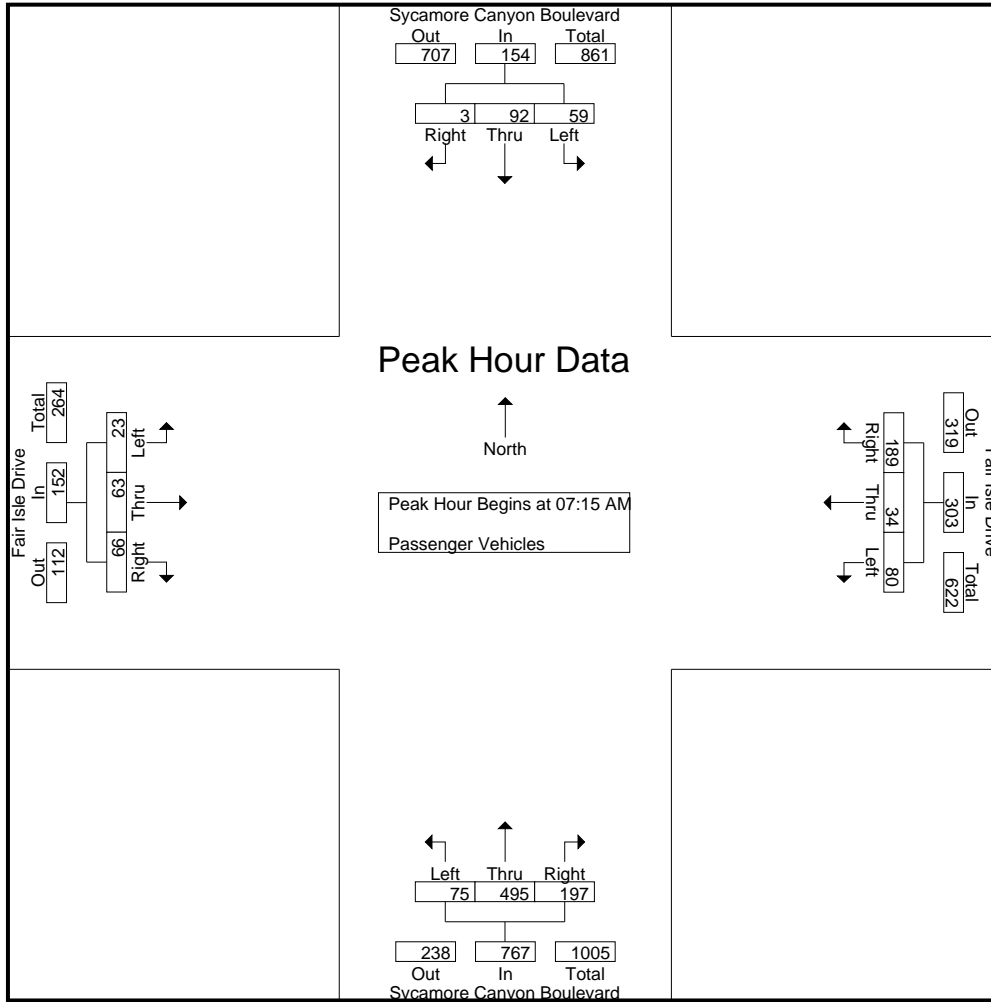 Sycamore Canyon Boulevard
Out In Total
707 154 861
3 92 59
Right Thru Left
Peak Hour Data
North
Peak Hour Begins at 07:15 AM
Passenger Vehicles
Fair Isle Drive
Out In Total
112 152 264
66 63 23
Right Thru Left
Fair Isle Drive
Out In Total
319 303 622
189 34 80
Right Thru Left
Left Thru Right
75 495 197
238 767 1005
Out In Total
Sycamore Canyon Boulevard